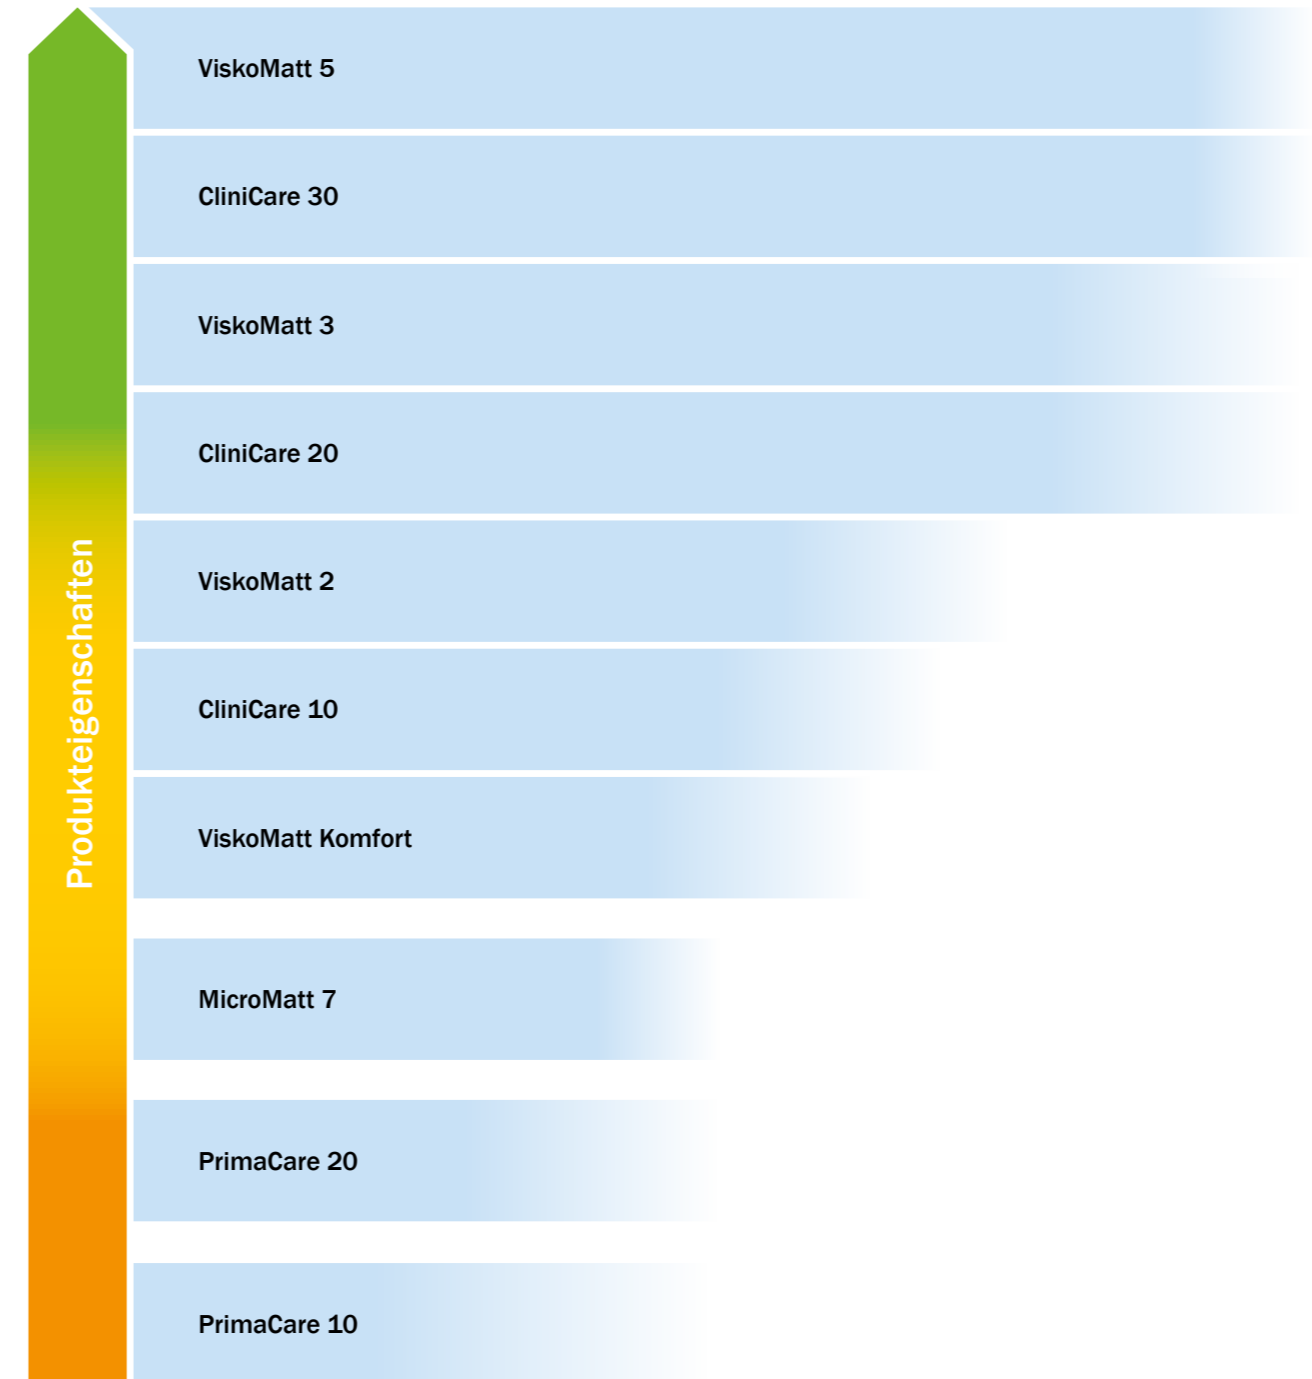 ViskoMatt 5
CliniCare 30
ViskoMatt 3
CliniCare 20
ViskoMatt 2
CliniCare 10
ViskoMatt Komfort
MicroMatt 7
PrimaCare 20
PrimaCare 10
Produkteigenschaften